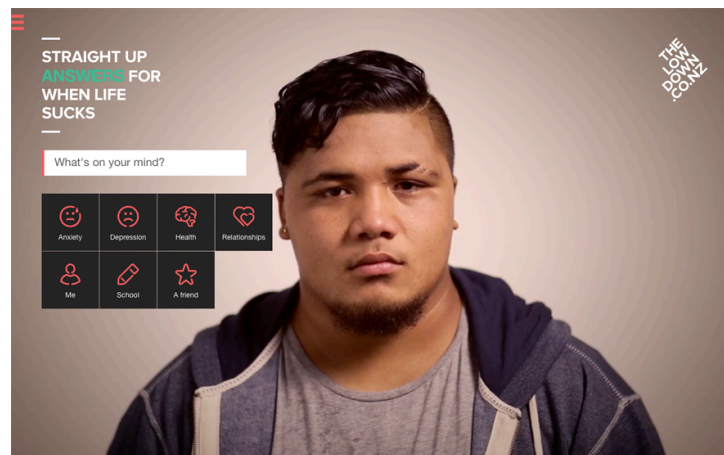 STRAIGHT UP
ANSWERS FOR
WHEN LIFE
SUCKS
What's on your mind?
Anxiety
Depression
Health
Relationships
Me
School
A friend
THE
LOW
DOWN
.CO.NZ